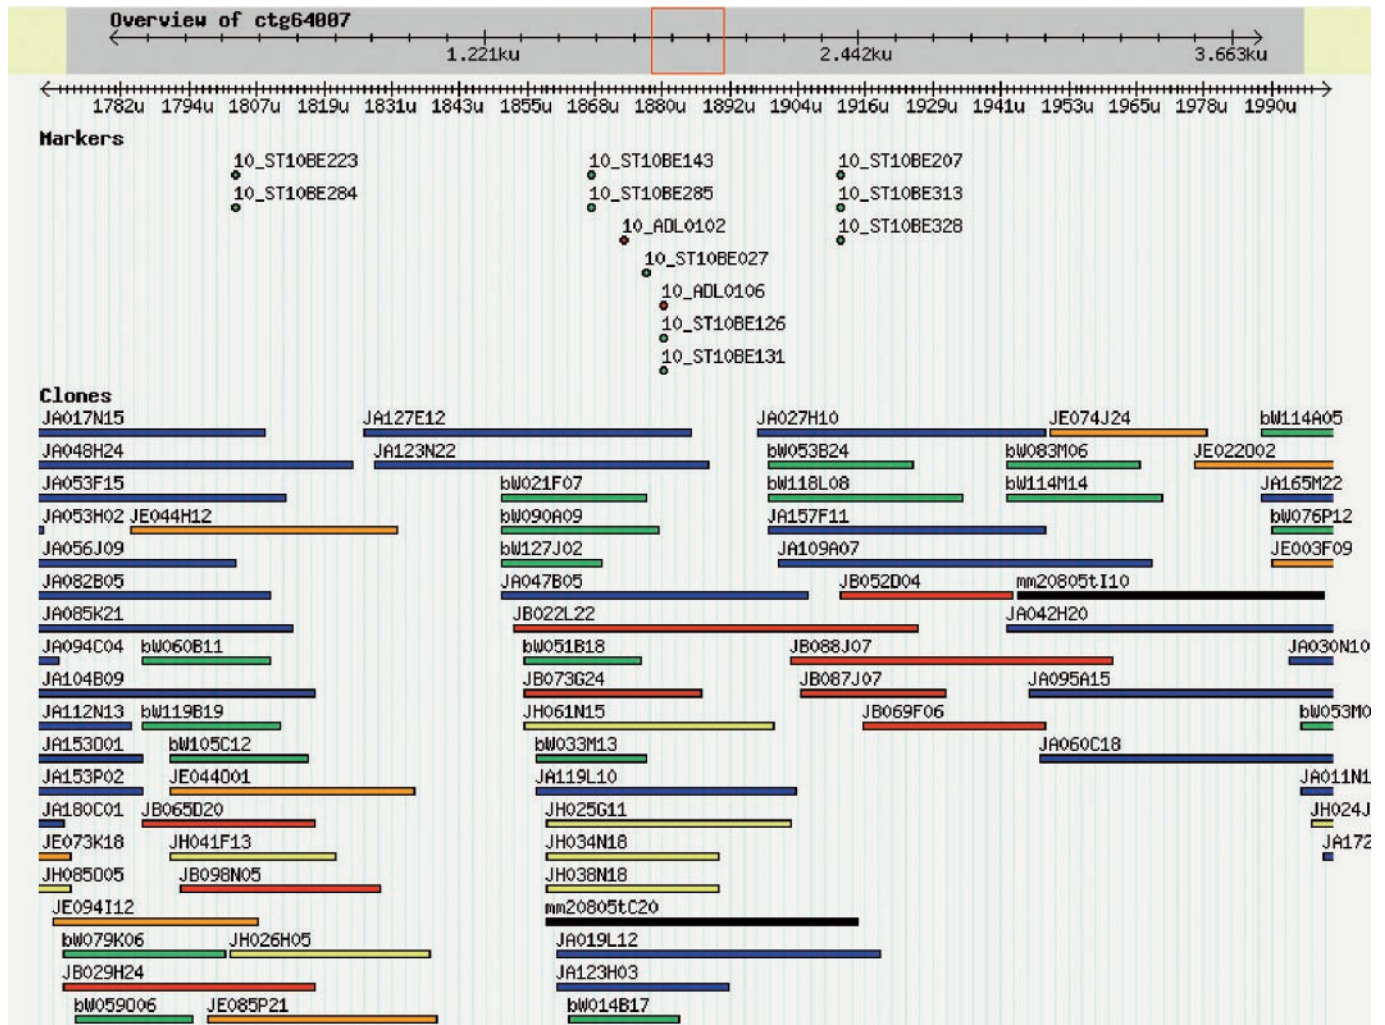 Overview of ctg64007
1.221ku 2.442ku 3.663ku
1782u 1794u 1807u 1819u 1831u 1843u 1855u 1868u 1880u 1892u 1904u 1916u 1929u 1941u 1953u 1965u 1978u 1990u
Markers
10_ST10BE223 10_ST10BE143 10_ST10BE207
10_ST10BE284 10_ST10BE285 10_ST10BE313
10_ADL0102 10_ST10BE328
10_ST10BE027
10_ADL0106
10_ST10BE126
10_ST10BE131
Clones
JA017N15 JA127E12 JA027H10 JE074J24 bW114A05
JA048H24 JA123N22 bW053B24 bW083M06 JE022O02
JA053F15 bW021F07 bW118L08 bW114M14 JA165M22
JA053H02 JE044H12 bW090A09 JA157F11 bW076P12
JA056J09 bW127J02 JA109A07 JE003F09
JA082B05 JA047B05 JB052D04 mm20805tI10
JA085K21 JB022L22 JA042H20
JA094C04 bW060B11 bW051B18 JB088J07 JA030N10
JA104B09 JB073G24 JB087J07 JA095A15
JA112N13 bW119B19 JH061N15 JB069F06 bW053M0
JA153O01 bW105C12 bW033M13 JA060C18
JA153P02 JE044O01 JA119L10 JA011N1
JA180C01 JB065D20 JH025G11 JH024J
JE073K18 JH041F13 JH034N18 JA172
JH085O05 JB098N05 JH038N18
JE094I12 mm20805tC20
bW079K06 JH026H05 JA019L12
JB029H24 JA123H03
bW059O06 JE085P21 bW014B17